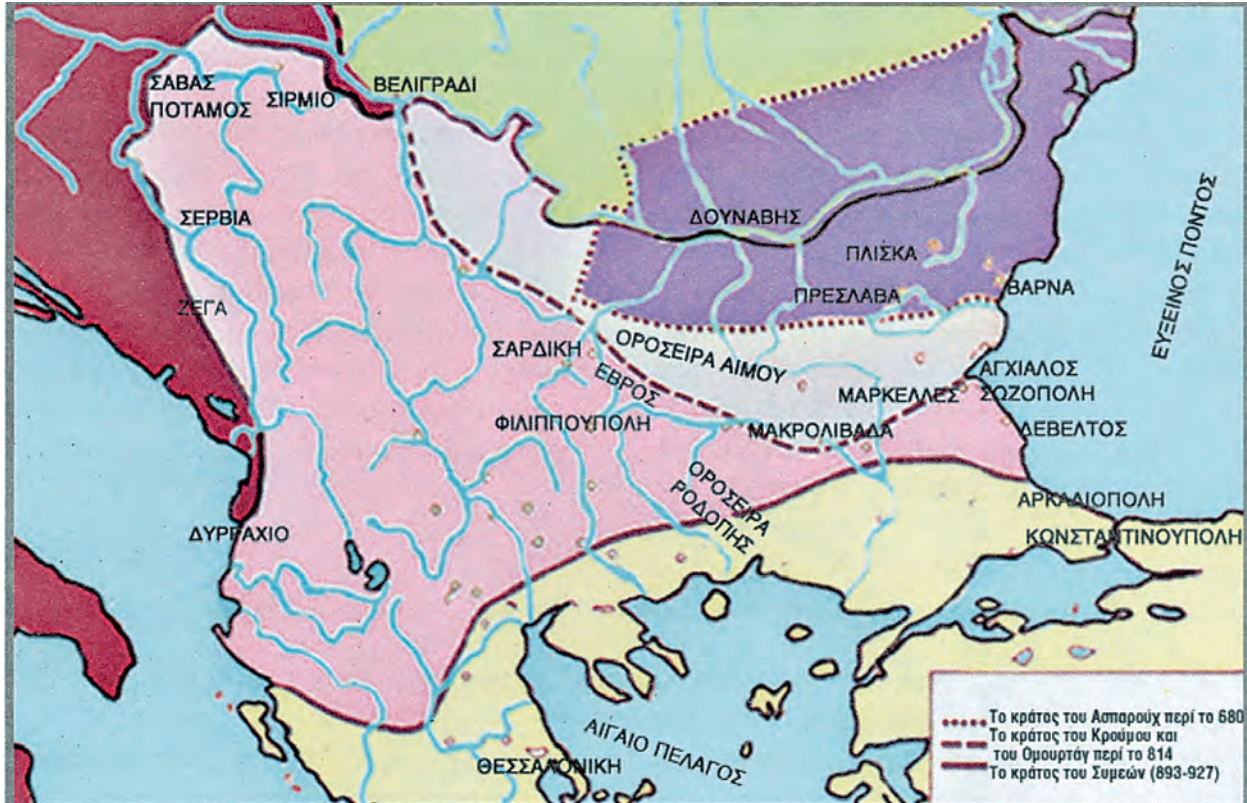 ΣΑΒΑΣ
ΠΟΤΑΜΟΣ
ΣΙΡΜΙΟ
ΒΕΛΙΓΡΑΔΙ
ΣΕΡΒΙΑ
ΖΕΓΑ
ΔΟΥΝΑΒΗΣ
ΠΛΙΣΚΑ
ΠΡΕΣΛΑΒΑ
ΒΑΡΝΑ
ΕΥΞΕΙΝΟΣ ΠΟΝΤΟΣ
ΣΑΡΔΙΚΗ
ΟΡΟΣΕΙΡΑ ΑΙΜΟΥ
ΕΒΡΟΣ
ΑΓΧΙΑΛΟΣ
ΜΑΡΚΕΛΛΕΣ
ΣΩΖΟΠΟΛΗ
ΦΙΛΙΠΠΟΥΠΟΛΗ
ΜΑΚΡΟΛΙΒΑΔΑ
ΔΕΒΕΛΤΟΣ
ΟΡΟΣΕΙΡΑ
ΡΟΔΟΠΗΣ
ΑΡΚΑΔΙΟΠΟΛΗ
ΚΩΝΣΤΑΝΤΙΝΟΥΠΟΛΗ
ΔΥΡΡΑΧΙΟ
ΘΕΣΣΑΛΟΝΙΚΗ
ΑΙΓΑΙΟ ΠΕΛΑΓΟΣ
Το κράτος του Ασπαρούχ περί το 680
Το κράτος του Κρούμου και
του Ομουρτάγ περί το 814
Το κράτος του Συμεών (893-927)